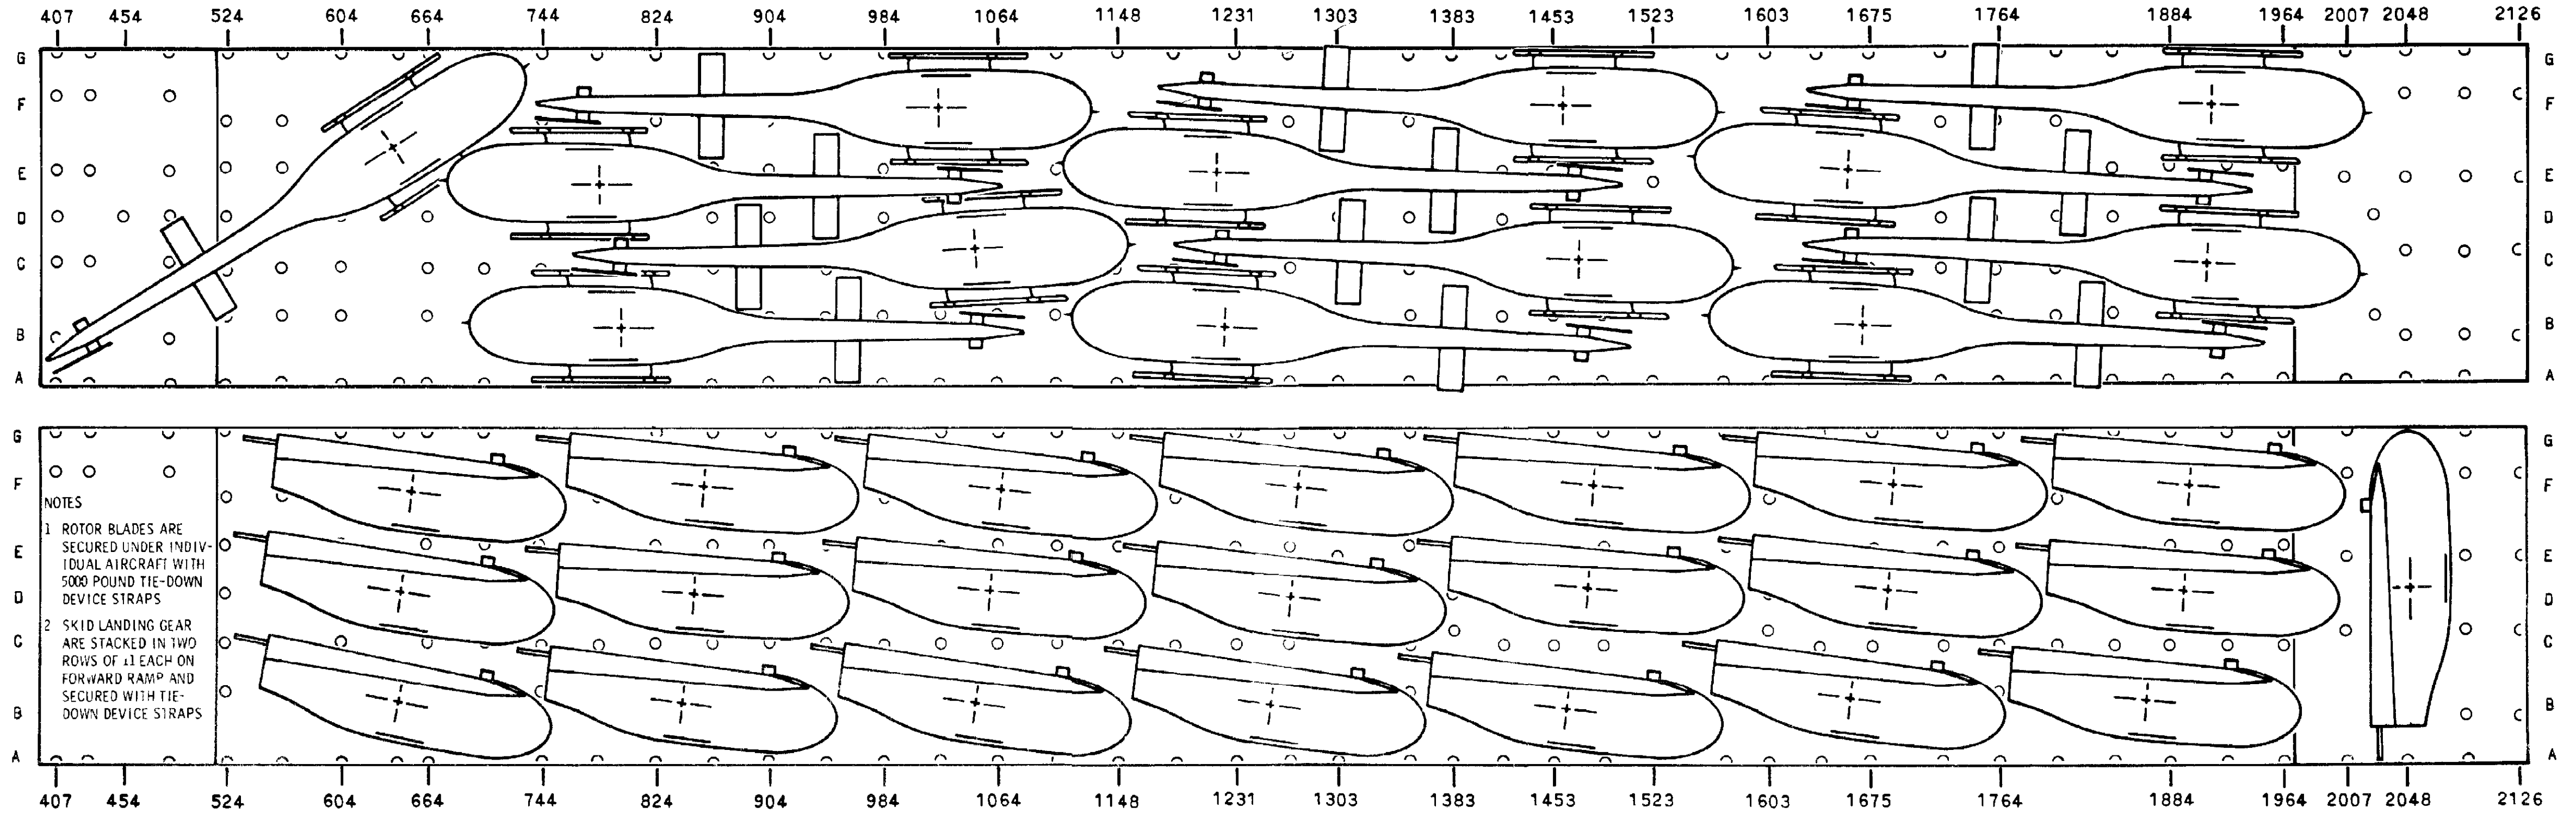 407 454 524 604 664 744 824 904 984 1064 1148 1231 1303 1383 1453 1523 1603 1675 1764 1884 1964 2007 2048 2126
G G
F F
E E
D D
C C
B B
A A
G G
F F
NOTES
1 ROTOR BLADES ARE
SECURED UNDER INDIV-
E E
IDUAL AIRCRAFT WITH
5000 POUND TIE-DOWN
DEVICE STRAPS
D D
2 SKID LANDING GEAR
ARE STACKED IN TWO
C C
ROWS OF 11 EACH ON
FORWARD RAMP AND
SECURED WITH TIE-
DOWN DEVICE STRAPS
B B
A A
407 454 524 604 664 744 824 904 984 1064 1148 1231 1303 1383 1453 1523 1603 1675 1764 1884 1964 2007 2048 2126